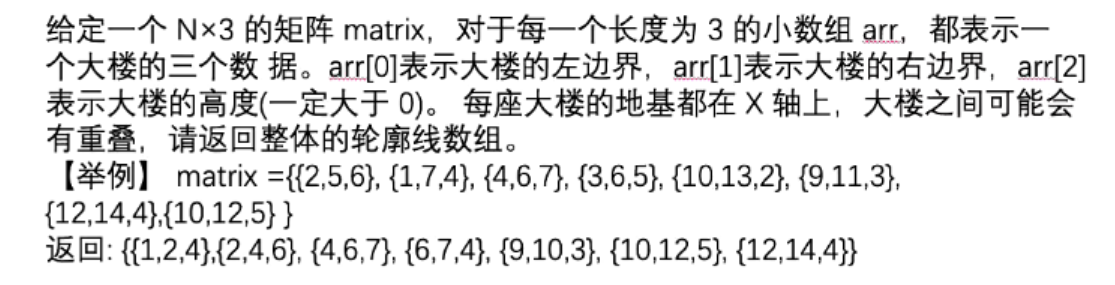 给定一个 N×3 的矩阵 matrix，对于每一个长度为 3 的小数组 arr，都表示一
个大楼的三个数 据。arr[0]表示大楼的左边界，arr[1]表示大楼的右边界，arr[2]
表示大楼的高度(一定大于 0)。 每座大楼的地基都在 X 轴上，大楼之间可能会
有重叠，请返回整体的轮廓线数组。
【举例】 matrix ={{2,5,6}, {1,7,4}, {4,6,7}, {3,6,5}, {10,13,2}, {9,11,3},
{12,14,4},{10,12,5} }
返回: {{1,2,4},{2,4,6}, {4,6,7}, {6,7,4}, {9,10,3}, {10,12,5}, {12,14,4}}